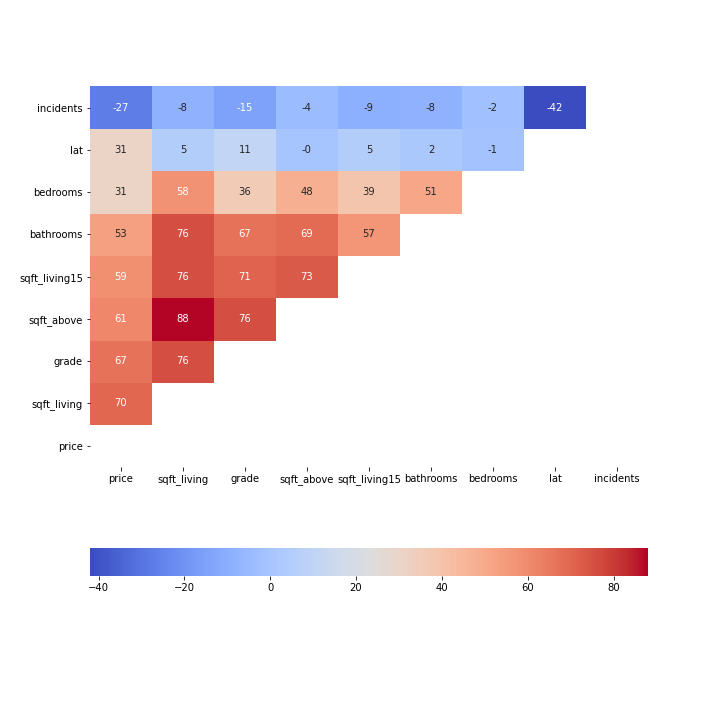 incidents -27 -8 -15 -4 -9 -8 -2 -42
lat 31 5 11 -0 5 2 -1
bedrooms 31 58 36 48 39 51
bathrooms 53 76 67 69 57
sqft_living15 59 76 71 73
sqft_above 61 88 76
grade 67 76
sqft_living 70
price
price sqft_living grade sqft_above sqft_living15 bathrooms bedrooms lat incidents
−40 −20 0 20 40 60 80